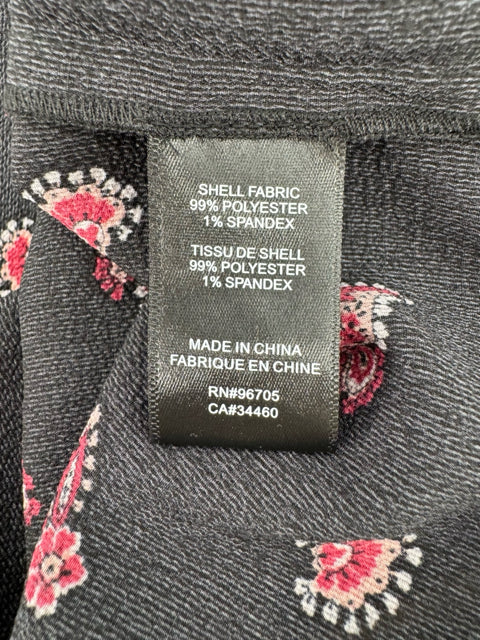 SHELL FABRIC
99% POLYESTER
1% SPANDEX
TISSU DE SHELL
99% POLYESTER
1% SPANDEX
MADE IN CHINA
FABRIQUE EN CHINE
RN#96705
CA#34460